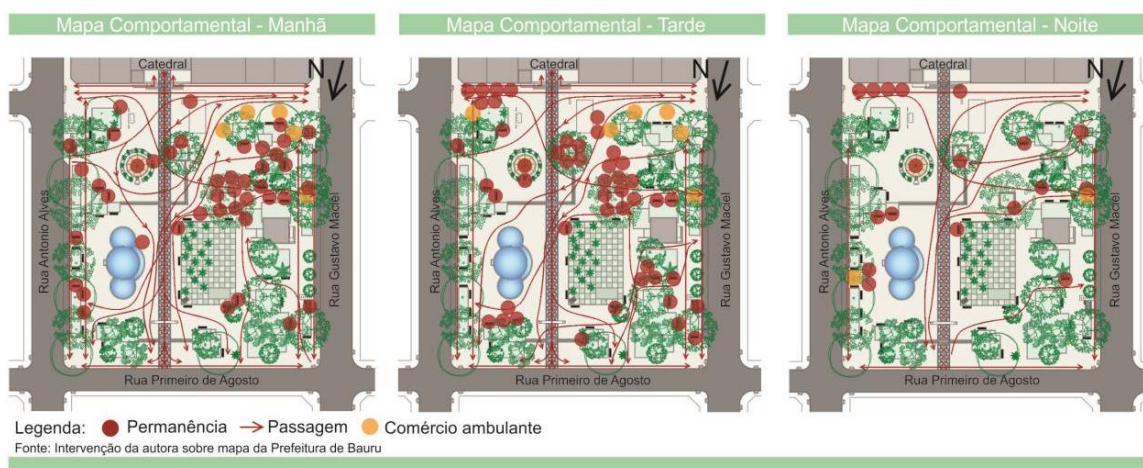 Mapa Comportamental - Manhã
Mapa Comportamental - Tarde
Mapa Comportamental - Noite
Catedral
N
Rua Antonio Alves
Rua Gustavo Maciel
Rua Primeiro de Agosto
Catedral
N
Rua Antonio Alves
Rua Gustavo Maciel
Rua Primeiro de Agosto
Catedral
N
Rua Antonio Alves
Rua Gustavo Maciel
Rua Primeiro de Agosto
Legenda: Permanência Passagem Comércio ambulante
Fonte: Intervenção da autora sobre mapa da Prefeitura de Bauru